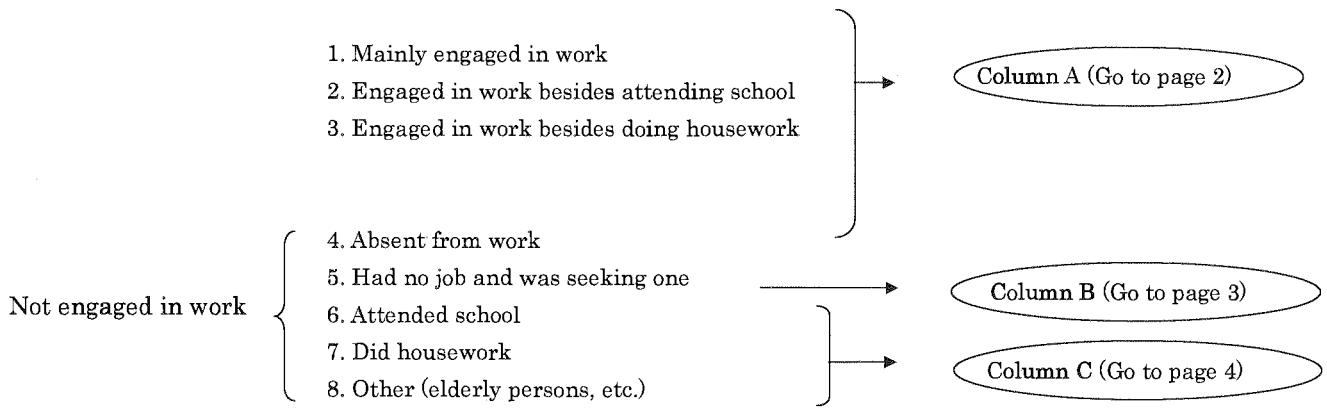 1. Mainly engaged in work
2. Engaged in work besides attending school
3. Engaged in work besides doing housework
Column A (Go to page 2)
Not engaged in work
4. Absent from work
5. Had no job and was seeking one
6. Attended school
7. Did housework
8. Other (elderly persons, etc.)
Column B (Go to page 3)
Column C (Go to page 4)